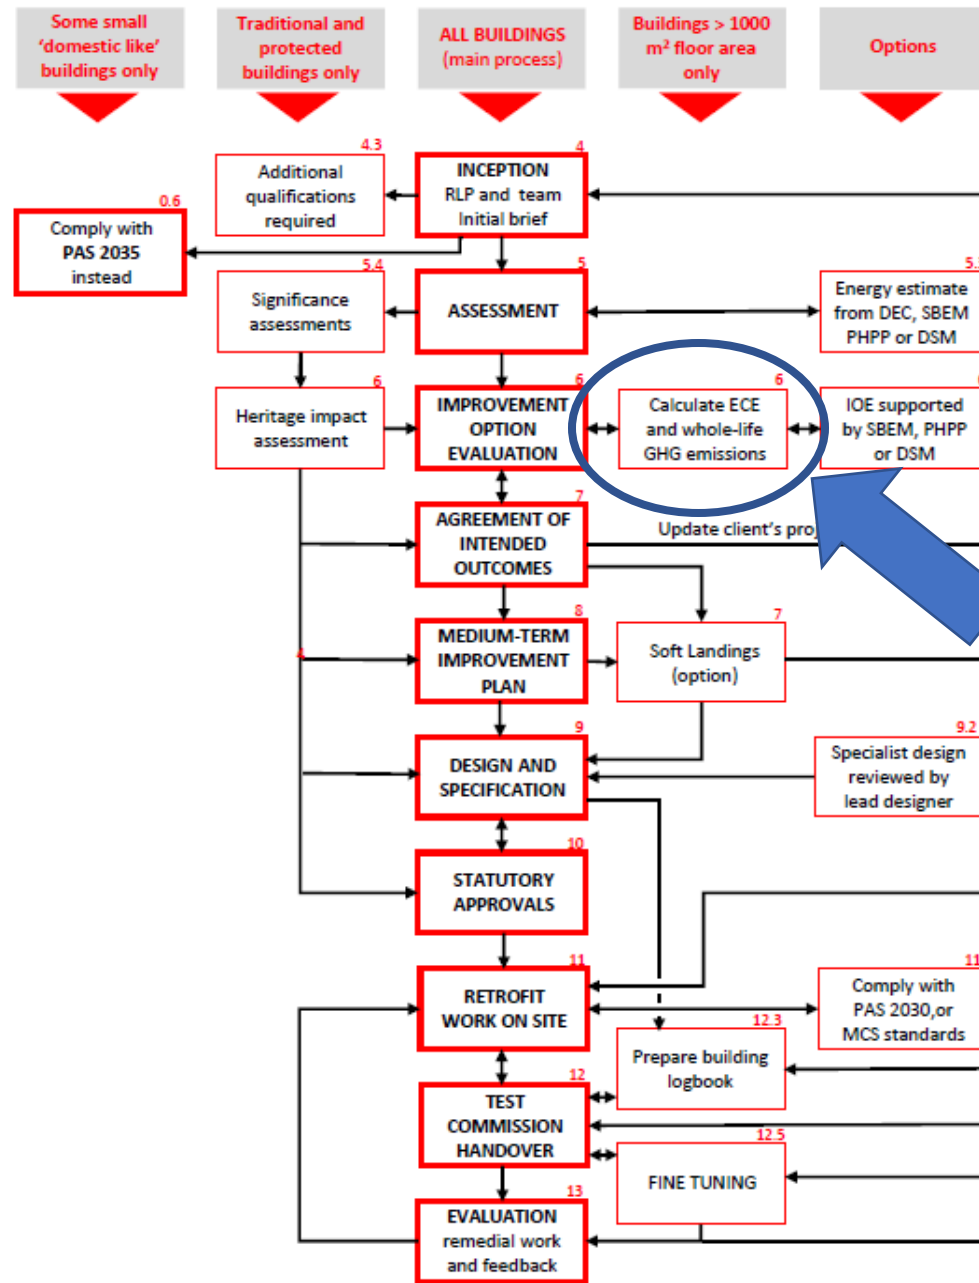 Some small
‘domestic like’
buildings only
Traditional and
protected
buildings only
ALL BUILDINGS
(main process)
Buildings > 1000
m² floor area
only
Options
4.3
Additional
qualifications
required
4
INCEPTION
RLP and team
Initial brief
0.6
Comply with
PAS 2035
instead
5.4
Significance
assessments
5
ASSESSMENT
Energy estimate
from DEC, SBEM
PHPP or DSM
6
Heritage impact
assessment
6
IMPROVEMENT
OPTION
EVALUATION
6
Calculate ECE
and whole-life
GHG emissions
IOE supported
by SBEM, PHPP
or DSM
7
AGREEMENT OF
INTENDED
OUTCOMES
Update client’s
4
8
MEDIUM-TERM
IMPROVEMENT
PLAN
7
Soft Landings
(option)
9
DESIGN AND
SPECIFICATION
9.2
Specialist design
reviewed by
lead designer
10
STATUTORY
APPROVALS
11
RETROFIT
WORK ON SITE
11
Comply with
PAS 2030,or
MCS standards
12.3
Prepare building
logbook
12
TEST
COMMISSION
HANDOVER
12.5
FINE TUNING
13
EVALUATION
remedial work
and feedback